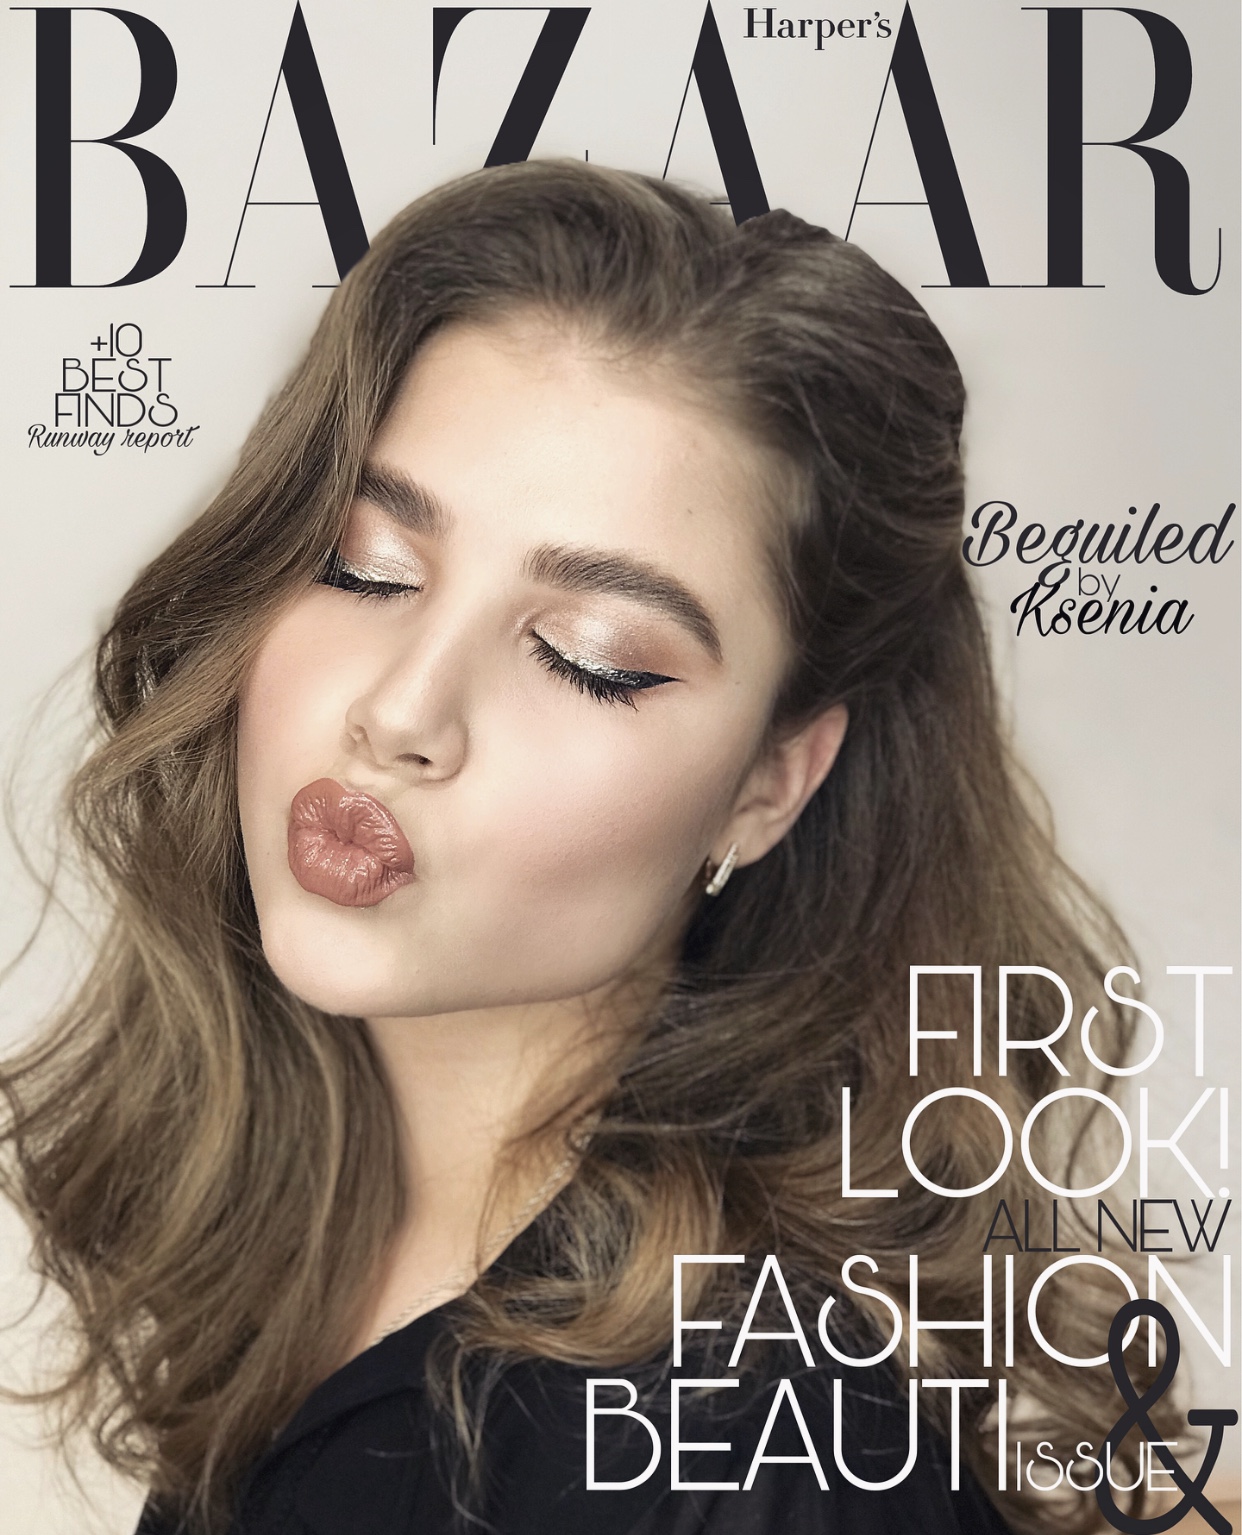 Harper's
BAZAAR
+10
BEST
FINDS
Runway report
Beguiled
by
Ksenia
FIRST
LOOK!
ALL NEW
FASHION
&
BEAUTI ISSUE